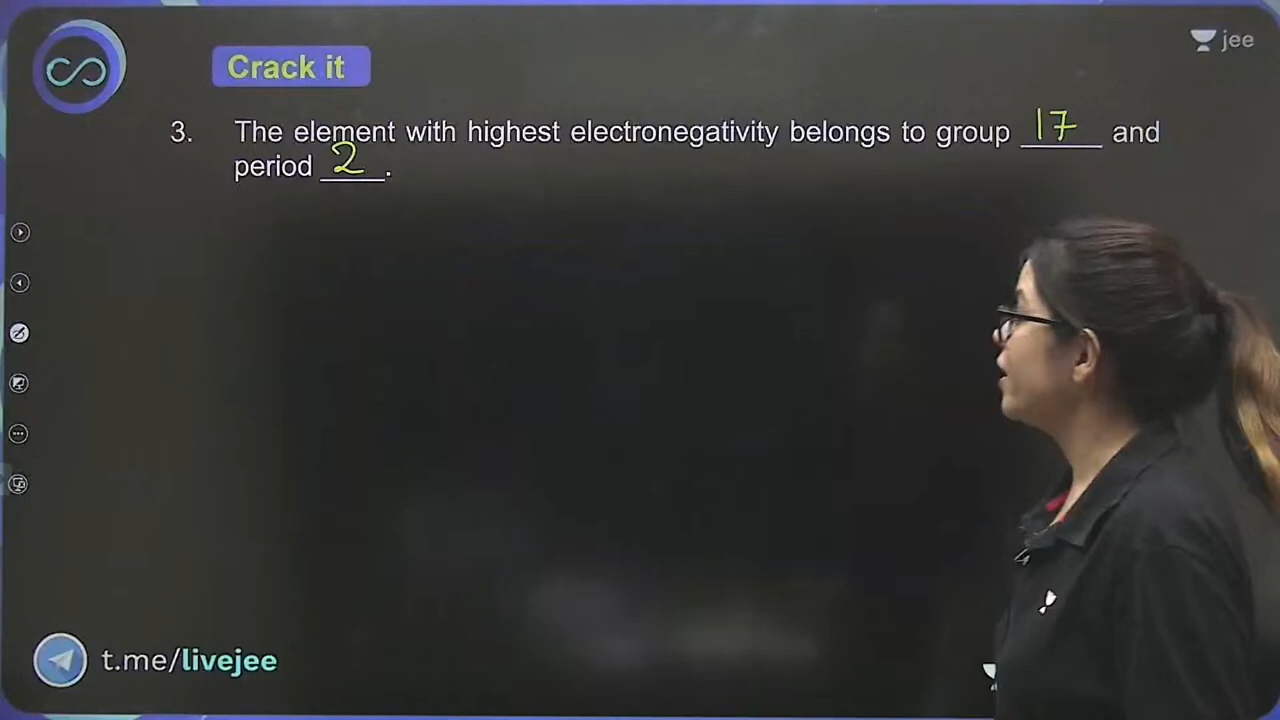 jee
Crack it
3. The element with highest electronegativity belongs to group 17 and
period 2.
t.me/livejee